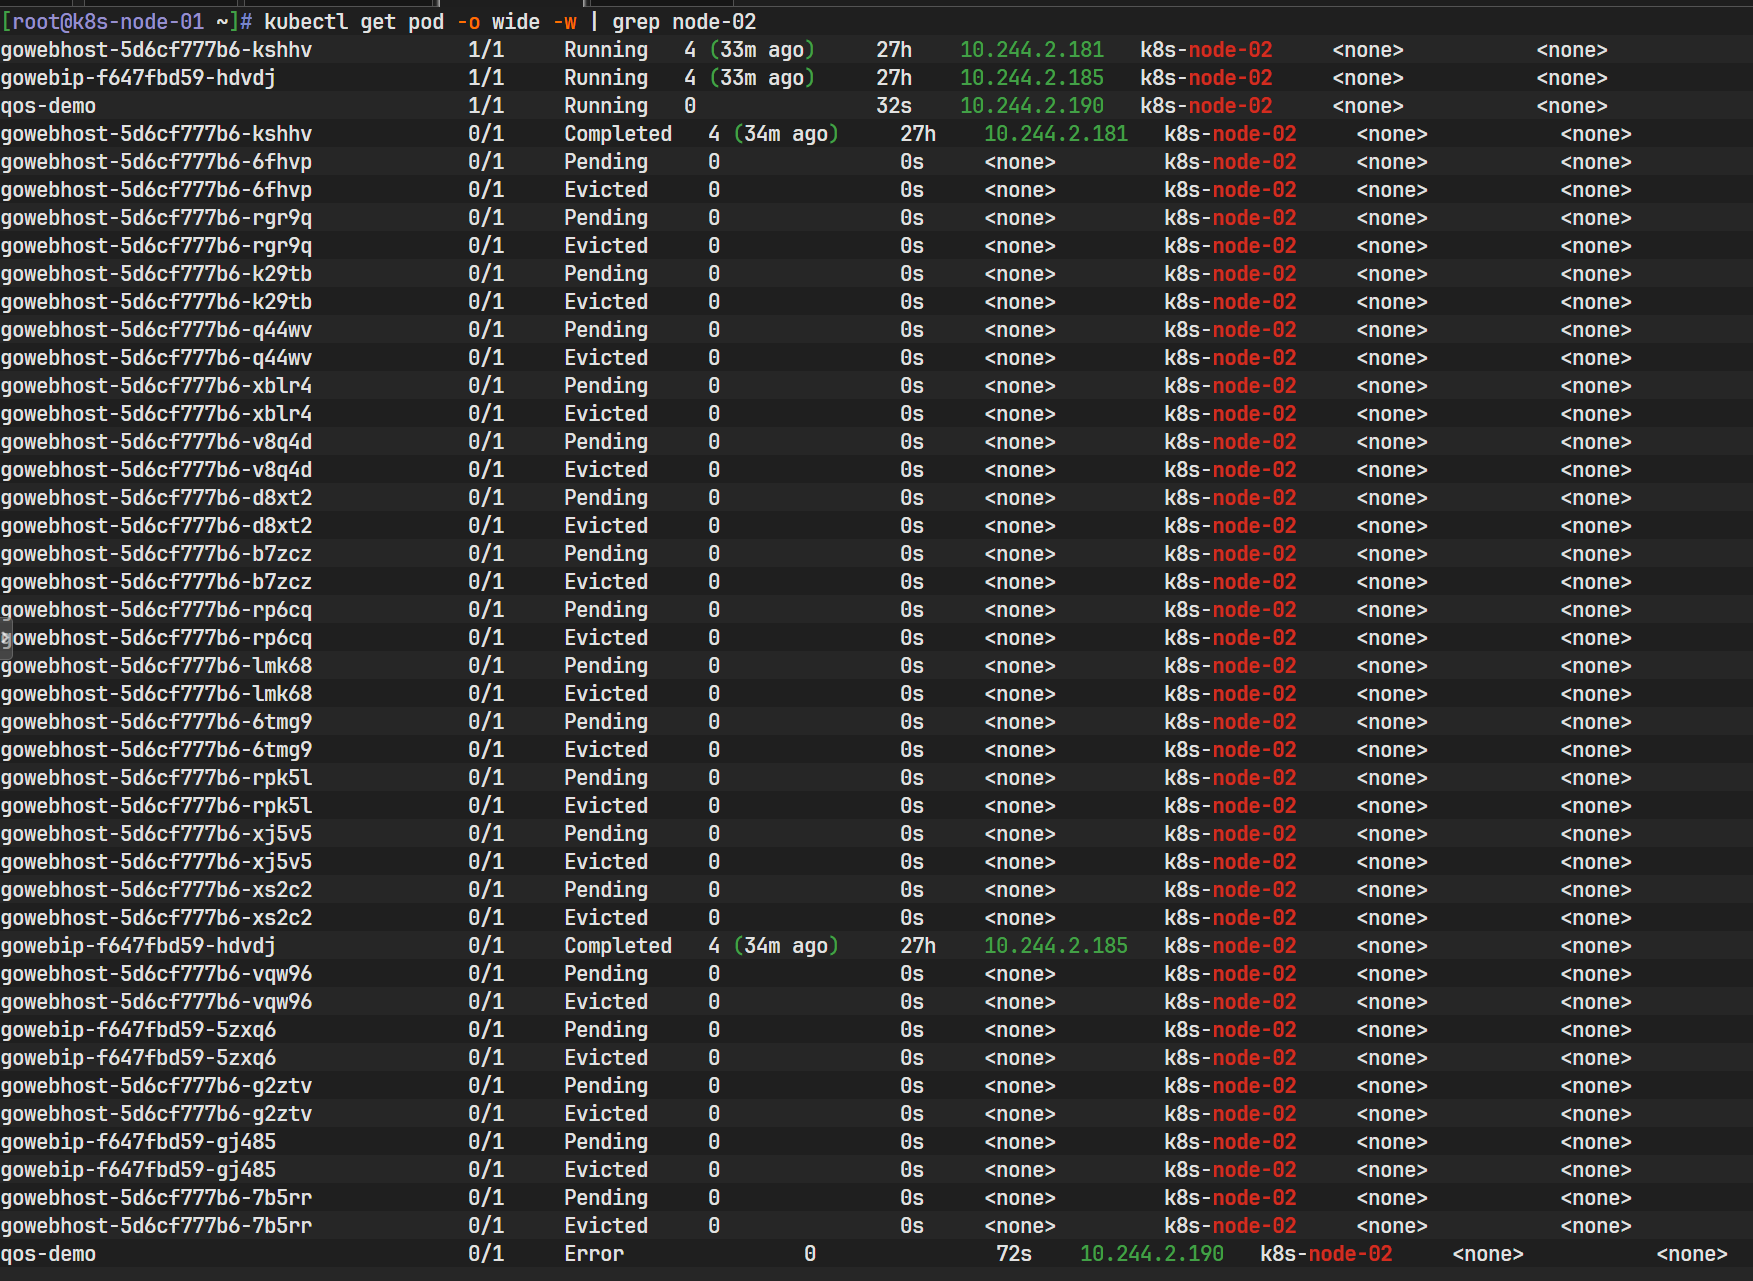 [root@k8s-node-01 ~]# kubectl get pod -o wide -w | grep node-02
gowebhost-5d6cf777b6-kshhv 1/1 Running 4 (33m ago) 27h 10.244.2.181 k8s-node-02 <none> <none>
gowebip-f647fbd59-hdvdj 1/1 Running 4 (33m ago) 27h 10.244.2.185 k8s-node-02 <none> <none>
qos-demo 1/1 Running 0 32s 10.244.2.190 k8s-node-02 <none> <none>
gowebhost-5d6cf777b6-kshhv 0/1 Completed 4 (34m ago) 27h 10.244.2.181 k8s-node-02 <none> <none>
gowebhost-5d6cf777b6-6fhvp 0/1 Pending 0 0s <none> k8s-node-02 <none> <none>
gowebhost-5d6cf777b6-6fhvp 0/1 Evicted 0 0s <none> k8s-node-02 <none> <none>
gowebhost-5d6cf777b6-rgr9q 0/1 Pending 0 0s <none> k8s-node-02 <none> <none>
gowebhost-5d6cf777b6-rgr9q 0/1 Evicted 0 0s <none> k8s-node-02 <none> <none>
gowebhost-5d6cf777b6-k29tb 0/1 Pending 0 0s <none> k8s-node-02 <none> <none>
gowebhost-5d6cf777b6-k29tb 0/1 Evicted 0 0s <none> k8s-node-02 <none> <none>
gowebhost-5d6cf777b6-q44wv 0/1 Pending 0 0s <none> k8s-node-02 <none> <none>
gowebhost-5d6cf777b6-q44wv 0/1 Evicted 0 0s <none> k8s-node-02 <none> <none>
gowebhost-5d6cf777b6-xblr4 0/1 Pending 0 0s <none> k8s-node-02 <none> <none>
gowebhost-5d6cf777b6-xblr4 0/1 Evicted 0 0s <none> k8s-node-02 <none> <none>
gowebhost-5d6cf777b6-v8q4d 0/1 Pending 0 0s <none> k8s-node-02 <none> <none>
gowebhost-5d6cf777b6-v8q4d 0/1 Evicted 0 0s <none> k8s-node-02 <none> <none>
gowebhost-5d6cf777b6-d8xt2 0/1 Pending 0 0s <none> k8s-node-02 <none> <none>
gowebhost-5d6cf777b6-d8xt2 0/1 Evicted 0 0s <none> k8s-node-02 <none> <none>
gowebhost-5d6cf777b6-b7zcz 0/1 Pending 0 0s <none> k8s-node-02 <none> <none>
gowebhost-5d6cf777b6-b7zcz 0/1 Evicted 0 0s <none> k8s-node-02 <none> <none>
gowebhost-5d6cf777b6-rp6cq 0/1 Pending 0 0s <none> k8s-node-02 <none> <none>
gowebhost-5d6cf777b6-rp6cq 0/1 Evicted 0 0s <none> k8s-node-02 <none> <none>
gowebhost-5d6cf777b6-lmk68 0/1 Pending 0 0s <none> k8s-node-02 <none> <none>
gowebhost-5d6cf777b6-lmk68 0/1 Evicted 0 0s <none> k8s-node-02 <none> <none>
gowebhost-5d6cf777b6-6tmg9 0/1 Pending 0 0s <none> k8s-node-02 <none> <none>
gowebhost-5d6cf777b6-6tmg9 0/1 Evicted 0 0s <none> k8s-node-02 <none> <none>
gowebhost-5d6cf777b6-rpk5l 0/1 Pending 0 0s <none> k8s-node-02 <none> <none>
gowebhost-5d6cf777b6-rpk5l 0/1 Evicted 0 0s <none> k8s-node-02 <none> <none>
gowebhost-5d6cf777b6-xj5v5 0/1 Pending 0 0s <none> k8s-node-02 <none> <none>
gowebhost-5d6cf777b6-xj5v5 0/1 Evicted 0 0s <none> k8s-node-02 <none> <none>
gowebhost-5d6cf777b6-xs2c2 0/1 Pending 0 0s <none> k8s-node-02 <none> <none>
gowebhost-5d6cf777b6-xs2c2 0/1 Evicted 0 0s <none> k8s-node-02 <none> <none>
gowebip-f647fbd59-hdvdj 0/1 Completed 4 (34m ago) 27h 10.244.2.185 k8s-node-02 <none> <none>
gowebhost-5d6cf777b6-vqw96 0/1 Pending 0 0s <none> k8s-node-02 <none> <none>
gowebhost-5d6cf777b6-vqw96 0/1 Evicted 0 0s <none> k8s-node-02 <none> <none>
gowebip-f647fbd59-5zxq6 0/1 Pending 0 0s <none> k8s-node-02 <none> <none>
gowebip-f647fbd59-5zxq6 0/1 Evicted 0 0s <none> k8s-node-02 <none> <none>
gowebhost-5d6cf777b6-g2ztv 0/1 Pending 0 0s <none> k8s-node-02 <none> <none>
gowebhost-5d6cf777b6-g2ztv 0/1 Evicted 0 0s <none> k8s-node-02 <none> <none>
gowebip-f647fbd59-gj485 0/1 Pending 0 0s <none> k8s-node-02 <none> <none>
gowebip-f647fbd59-gj485 0/1 Evicted 0 0s <none> k8s-node-02 <none> <none>
gowebhost-5d6cf777b6-7b5rr 0/1 Pending 0 0s <none> k8s-node-02 <none> <none>
gowebhost-5d6cf777b6-7b5rr 0/1 Evicted 0 0s <none> k8s-node-02 <none> <none>
qos-demo 0/1 Error 0 72s 10.244.2.190 k8s-node-02 <none> <none>